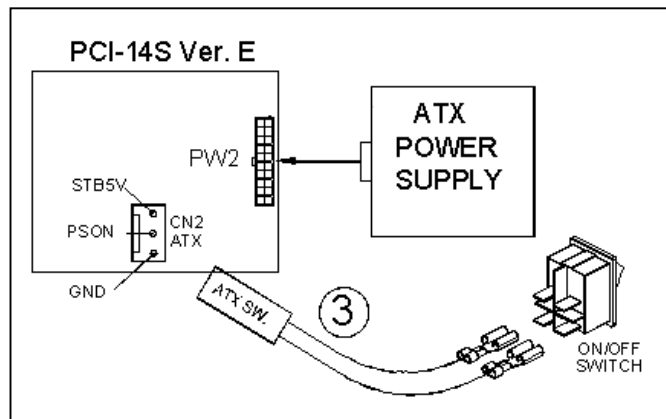 PCI-14S Ver. E
ATX
POWER
SUPPLY
PW2
STB5V
PSON
CN2
ATX
GND
ATX SW.
3
ON/OFF
SWITCH